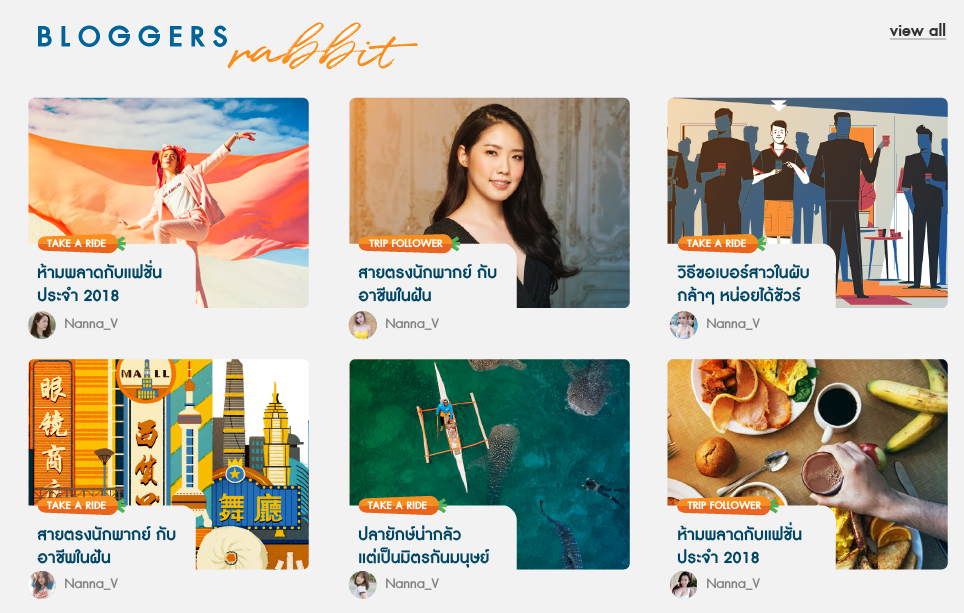 BLOGGERS
rabbit
view all
TAKE A RIDE
ห้ามพลาดกับแฟชั่น
ประจำ 2018
Nanna_V
TRIP FOLLOWER
สายตรงนักพากย์ กับ
อาชีพในฝัน
Nanna_V
TAKE A RIDE
วิธีขอเบอร์สาวในผับ
กล้าๆ หน่อยได้ชัวร์
Nanna_V
眼
鏡
商
MALL
百
貨
舞廳
小
TAKE A RIDE
สายตรงนักพากย์ กับ
อาชีพในฝัน
Nanna_V
TAKE A RIDE
ปลายักษ์น่ากลัว
แต่เป็นมิตรกับมนุษย์
Nanna_V
TRIP FOLLOWER
ห้ามพลาดกับแฟชั่น
ประจำ 2018
Nanna_V